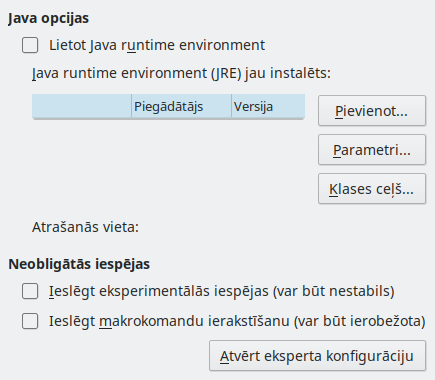 Java opcijas
Lietot Java runtime environment
Java runtime environment (JRE) jau instalēts:
Piegādātājs Versija
Pievienot...
Parametri...
Klases ceļš...
Atrašanās vieta:
Neobligātās iespējas
Ieslēgt eksperimentālās iespējas (var būt nestabils)
Ieslēgt makrokomandu ierakstīšanu (var būt ierobežota)
Atvērt eksperta konfigurāciju